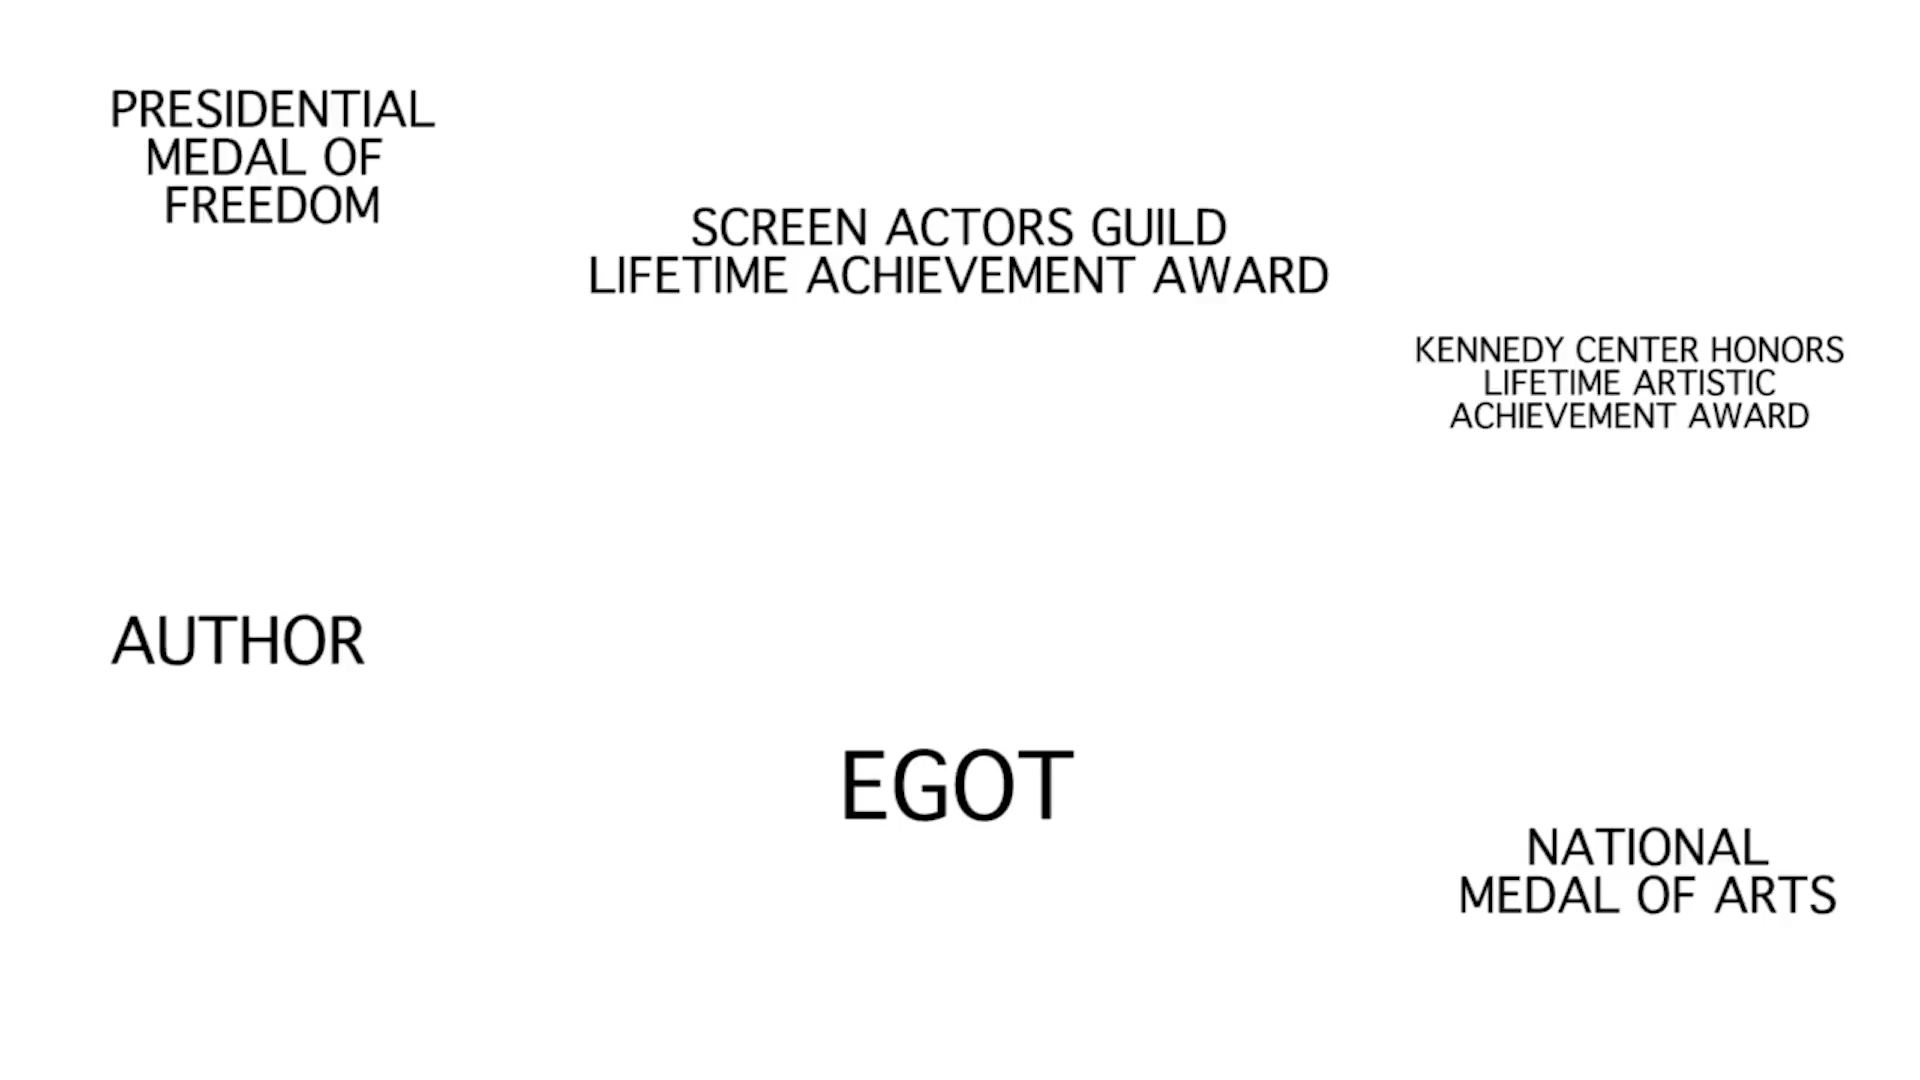 PRESIDENTIAL
MEDAL OF
FREEDOM
SCREEN ACTORS GUILD
LIFETIME ACHIEVEMENT AWARD
KENNEDY CENTER HONORS
LIFETIME ARTISTIC
ACHIEVEMENT AWARD
AUTHOR
EGOT
NATIONAL
MEDAL OF ARTS